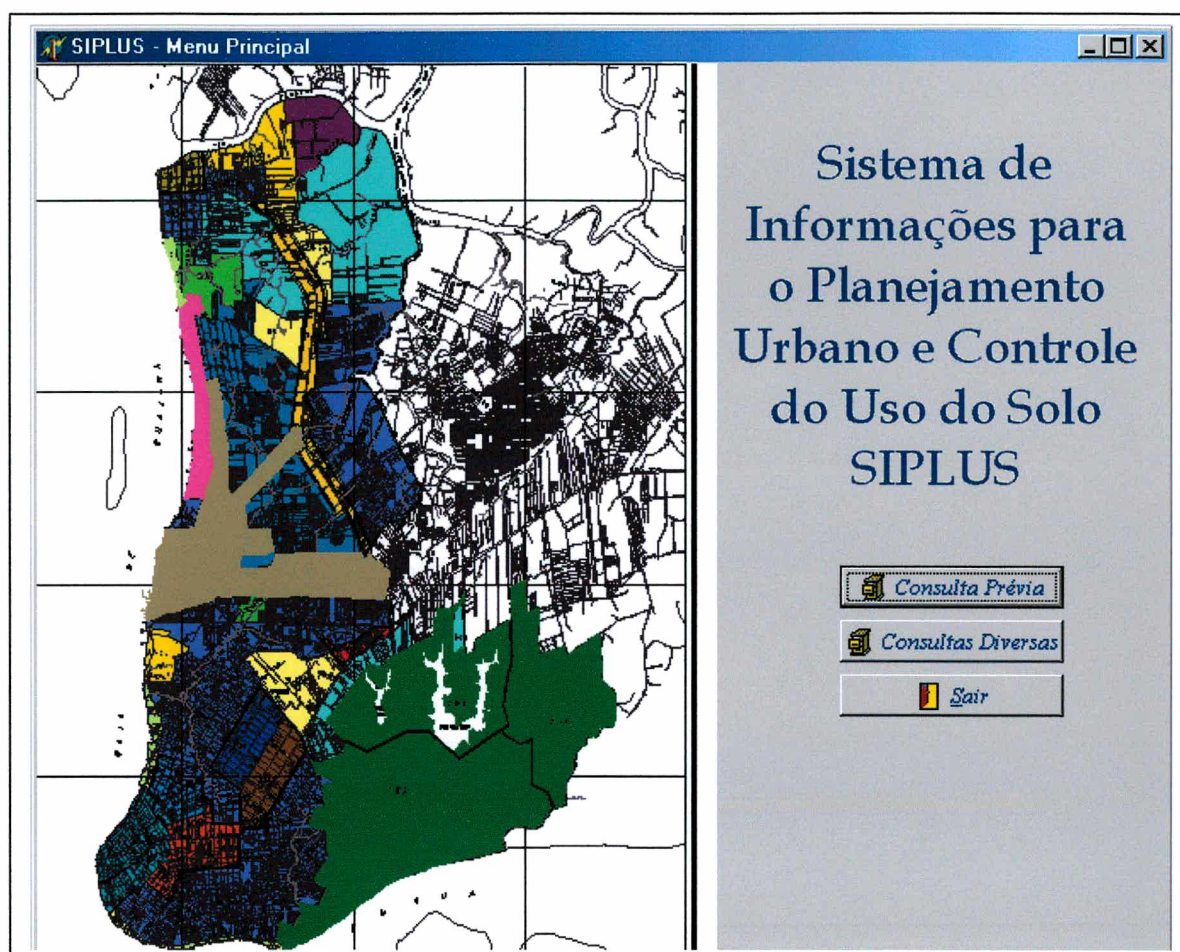 SIPLUS - Menu Principal
Sistema de
Informações para
o Planejamento
Urbano e Controle
do Uso do Solo
SIPLUS
Consulta Prévia
Consultas Diversas
Sair